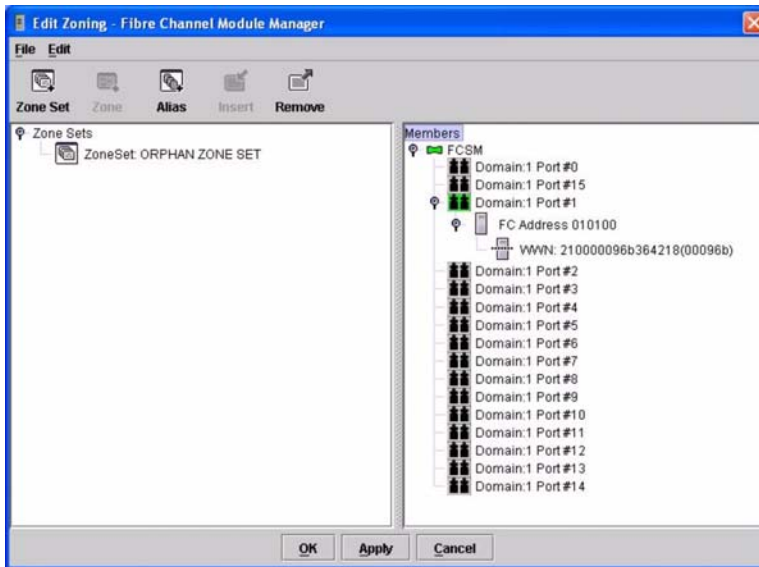 Edit Zoning - Fibre Channel Module Manager
File Edit
Zone Set Zone Alias Insert Remove
Zone Sets
ZoneSet: ORPHAN ZONE SET
Members
FCSM
Domain:1 Port#0
Domain:1 Port#15
Domain:1 Port#1
FC Address 010100
WWN: 210000096b364218(00096b)
Domain:1 Port#2
Domain:1 Port#3
Domain:1 Port#4
Domain:1 Port#5
Domain:1 Port#6
Domain:1 Port#7
Domain:1 Port#8
Domain:1 Port#9
Domain:1 Port#10
Domain:1 Port#11
Domain:1 Port#12
Domain:1 Port#13
Domain:1 Port#14
OK Apply Cancel